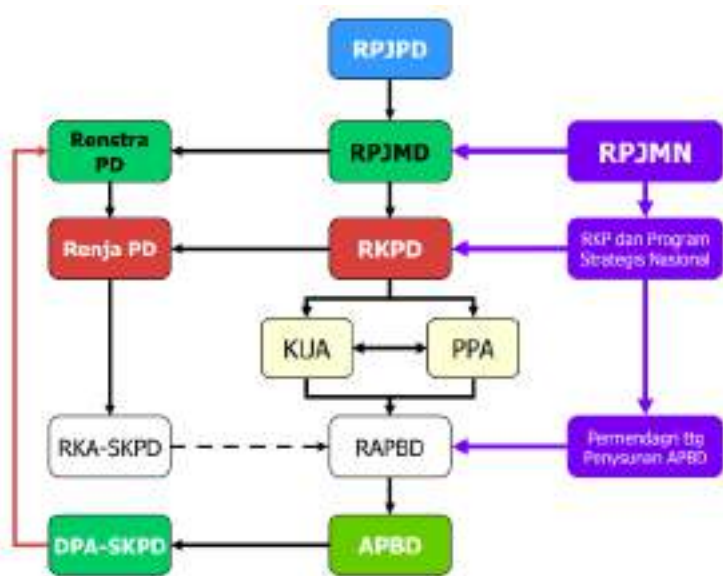 RPJPD
Renstra
PD
RPJMD
RPJMN
Renja PD
RKPD
RKP dan Program
Strategis Nasional
KUA
PPA
RKA-SKPD
RAPBD
Permendagri ttg
Penysunan APBD
DPA-SKPD
APBD